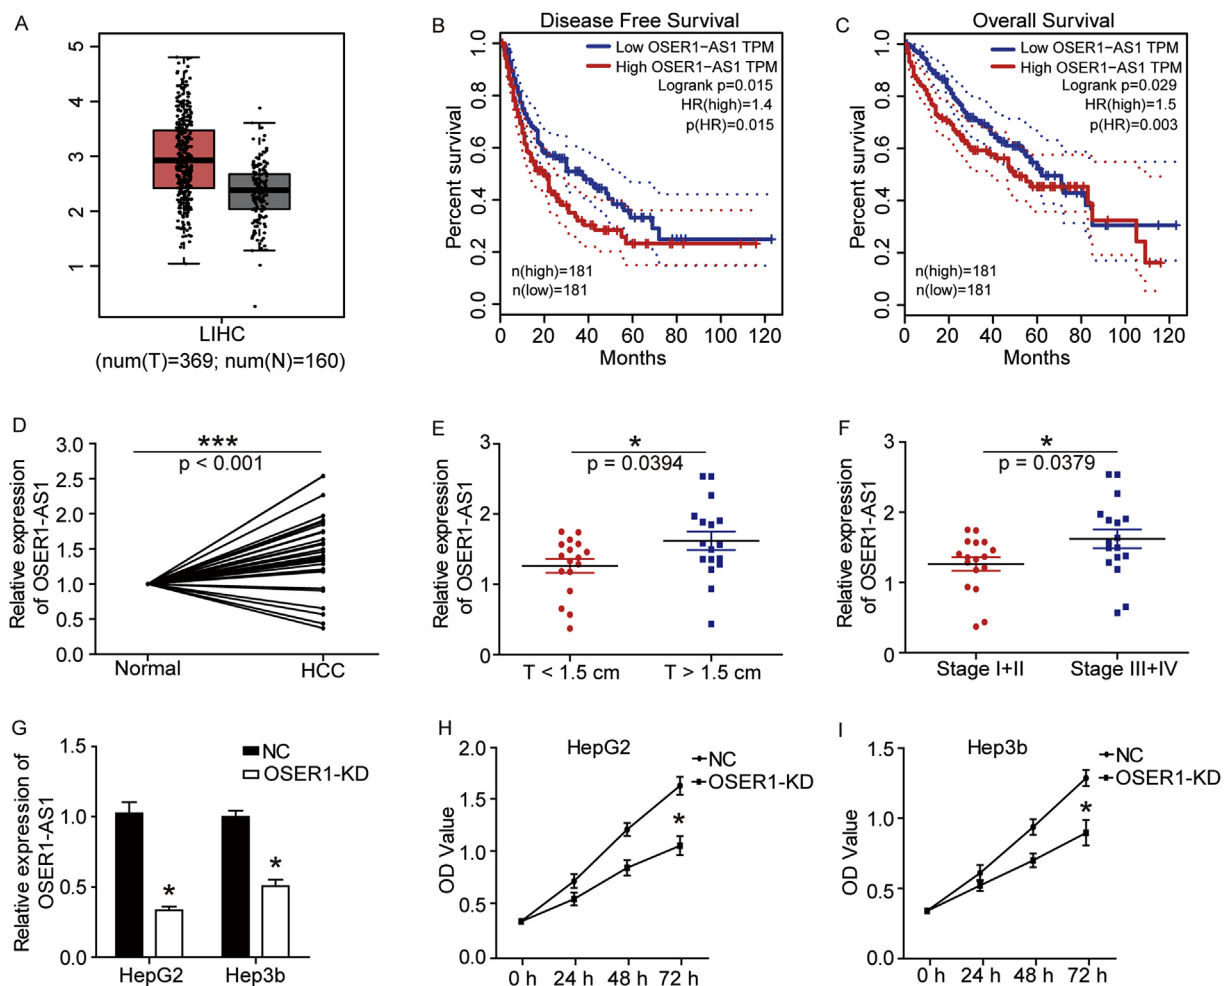 A
5
4
3
2
1
LIHC
(num(T)=369; num(N)=160)
B
Disease Free Survival
Low OSER1−AS1 TPM
High OSER1−AS1 TPM
Logrank p=0.015
HR(high)=1.4
p(HR)=0.015
n(high)=181
n(low)=181
Percent survival
1.0
0.8
0.6
0.4
0.2
0.0
0 20 40 60 80 100 120
Months
C
Overall Survival
Low OSER1−AS1 TPM
High OSER1−AS1 TPM
Logrank p=0.029
HR(high)=1.5
p(HR)=0.003
n(high)=181
n(low)=181
Percent survival
1.0
0.8
0.6
0.4
0.2
0.0
0 20 40 60 80 100 120
Months
D
Relative expression
of OSER1-AS1
3.0
2.5
2.0
1.5
1.0
0.5
0.0
***
p < 0.001
Normal HCC
E
Relative expression
of OSER1-AS1
3
2
1
0
*
p = 0.0394
T < 1.5 cm T > 1.5 cm
F
Relative expression
of OSER1-AS1
3
2
1
0
*
p = 0.0379
Stage I+II Stage III+IV
G
Relative expression of
OSER1-AS1
1.5
1.0
0.5
0.0
NC
OSER1-KD
*
*
HepG2 Hep3b
H
HepG2
OD Value
2.0
1.5
1.0
0.5
0.0
NC
OSER1-KD
*
0 h 24 h 48 h 72 h
I
Hep3b
OD Value
1.5
1.0
0.5
0.0
NC
OSER1-KD
*
0 h 24 h 48 h 72 h